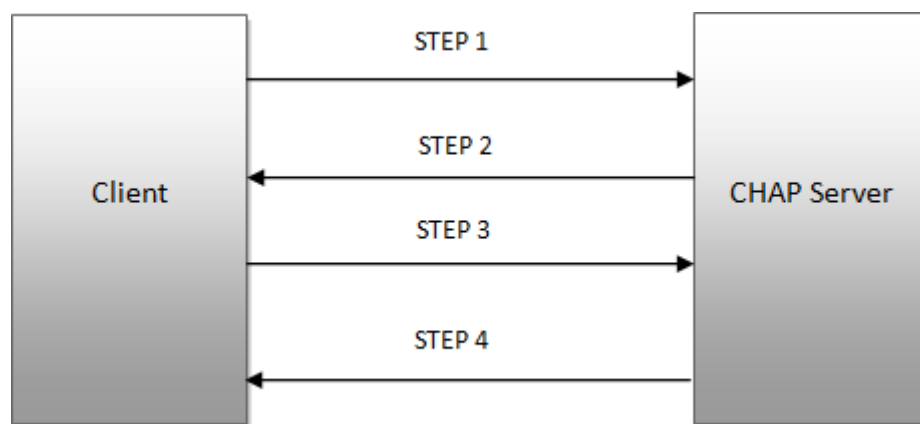 STEP 1
STEP 2
Client
CHAP Server
STEP 3
STEP 4